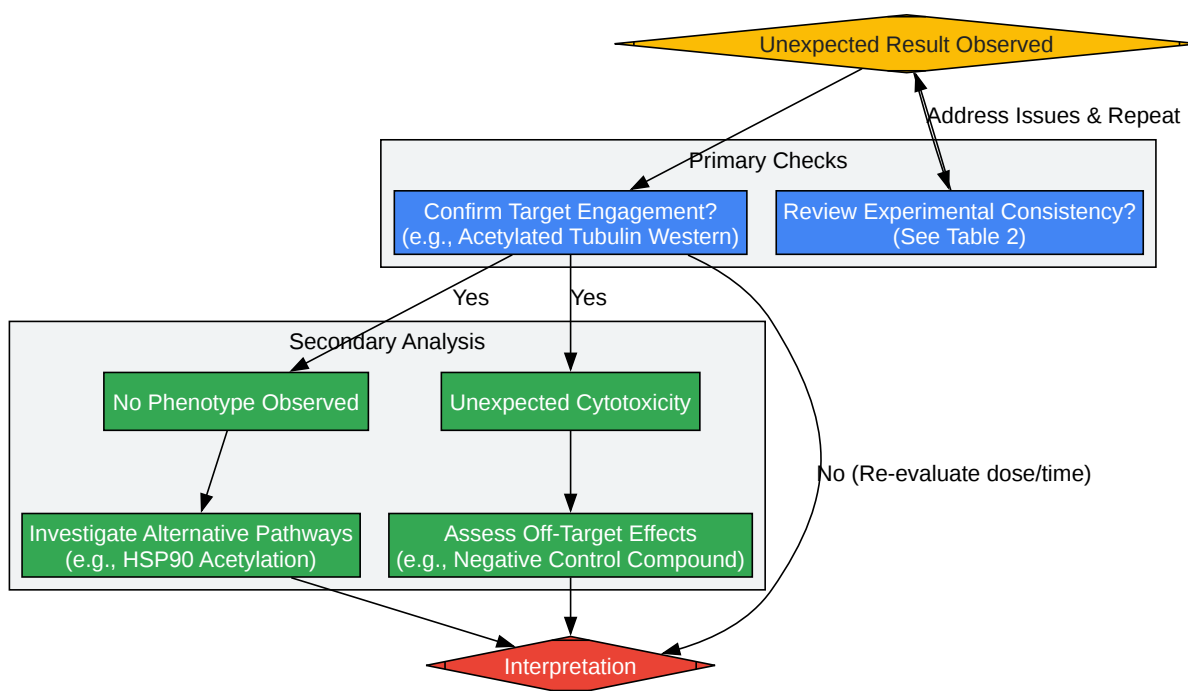 Unexpected Result Observed
Address Issues & Repeat
Primary Checks
Confirm Target Engagement?
(e.g., Acetylated Tubulin Western)
Review Experimental Consistency?
(See Table 2)
Yes
Yes
Secondary Analysis
No Phenotype Observed
Unexpected Cytotoxicity
No (Re-evaluate dose/time)
Investigate Alternative Pathways
(e.g., HSP90 Acetylation)
Assess Off-Target Effects
(e.g., Negative Control Compound)
Interpretation